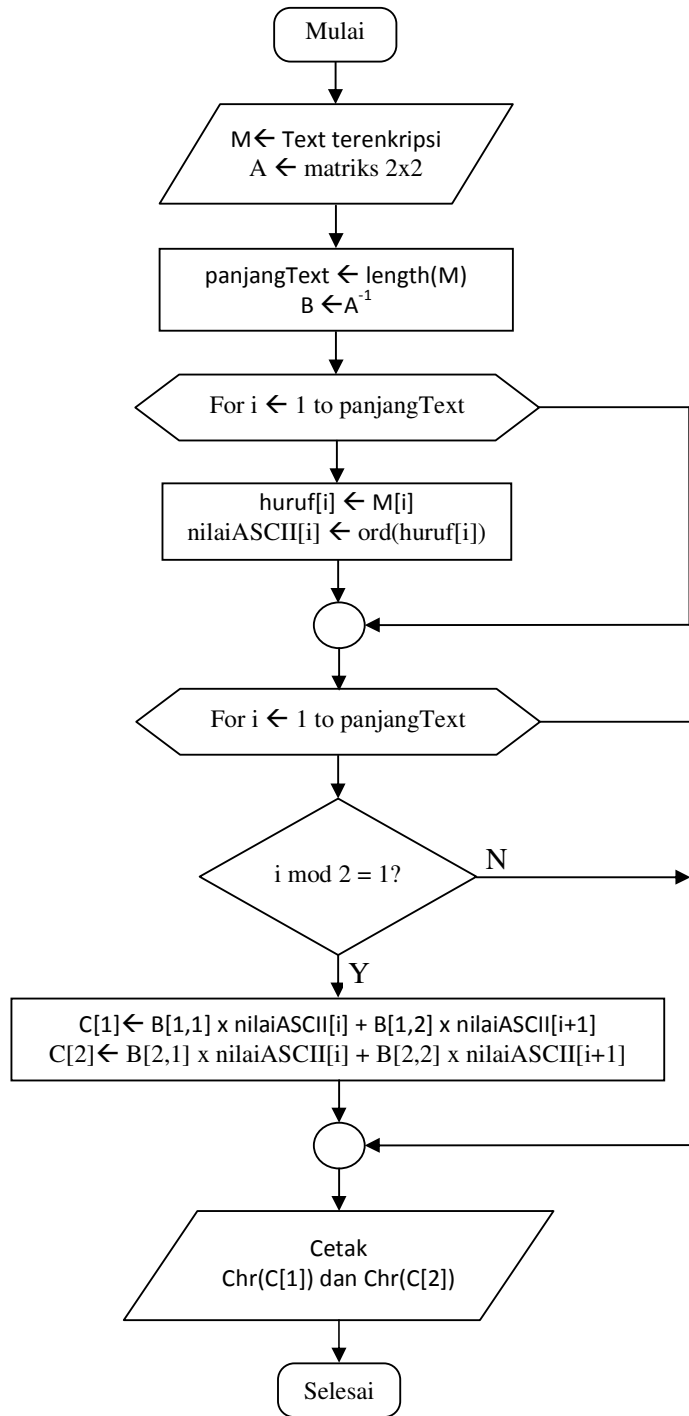 Mulai
M← Text terenkripsi
A ← matriks 2x2
panjangText ← length(M)
B ←A⁻¹
For i ← 1 to panjangText
huruf[i] ← M[i]
nilaiASCII[i] ← ord(huruf[i])
For i ← 1 to panjangText
i mod 2 = 1?
N
Y
C[1]← B[1,1] x nilaiASCII[i] + B[1,2] x nilaiASCII[i+1]
C[2]← B[2,1] x nilaiASCII[i] + B[2,2] x nilaiASCII[i+1]
Cetak
Chr(C[1]) dan Chr(C[2])
Selesai